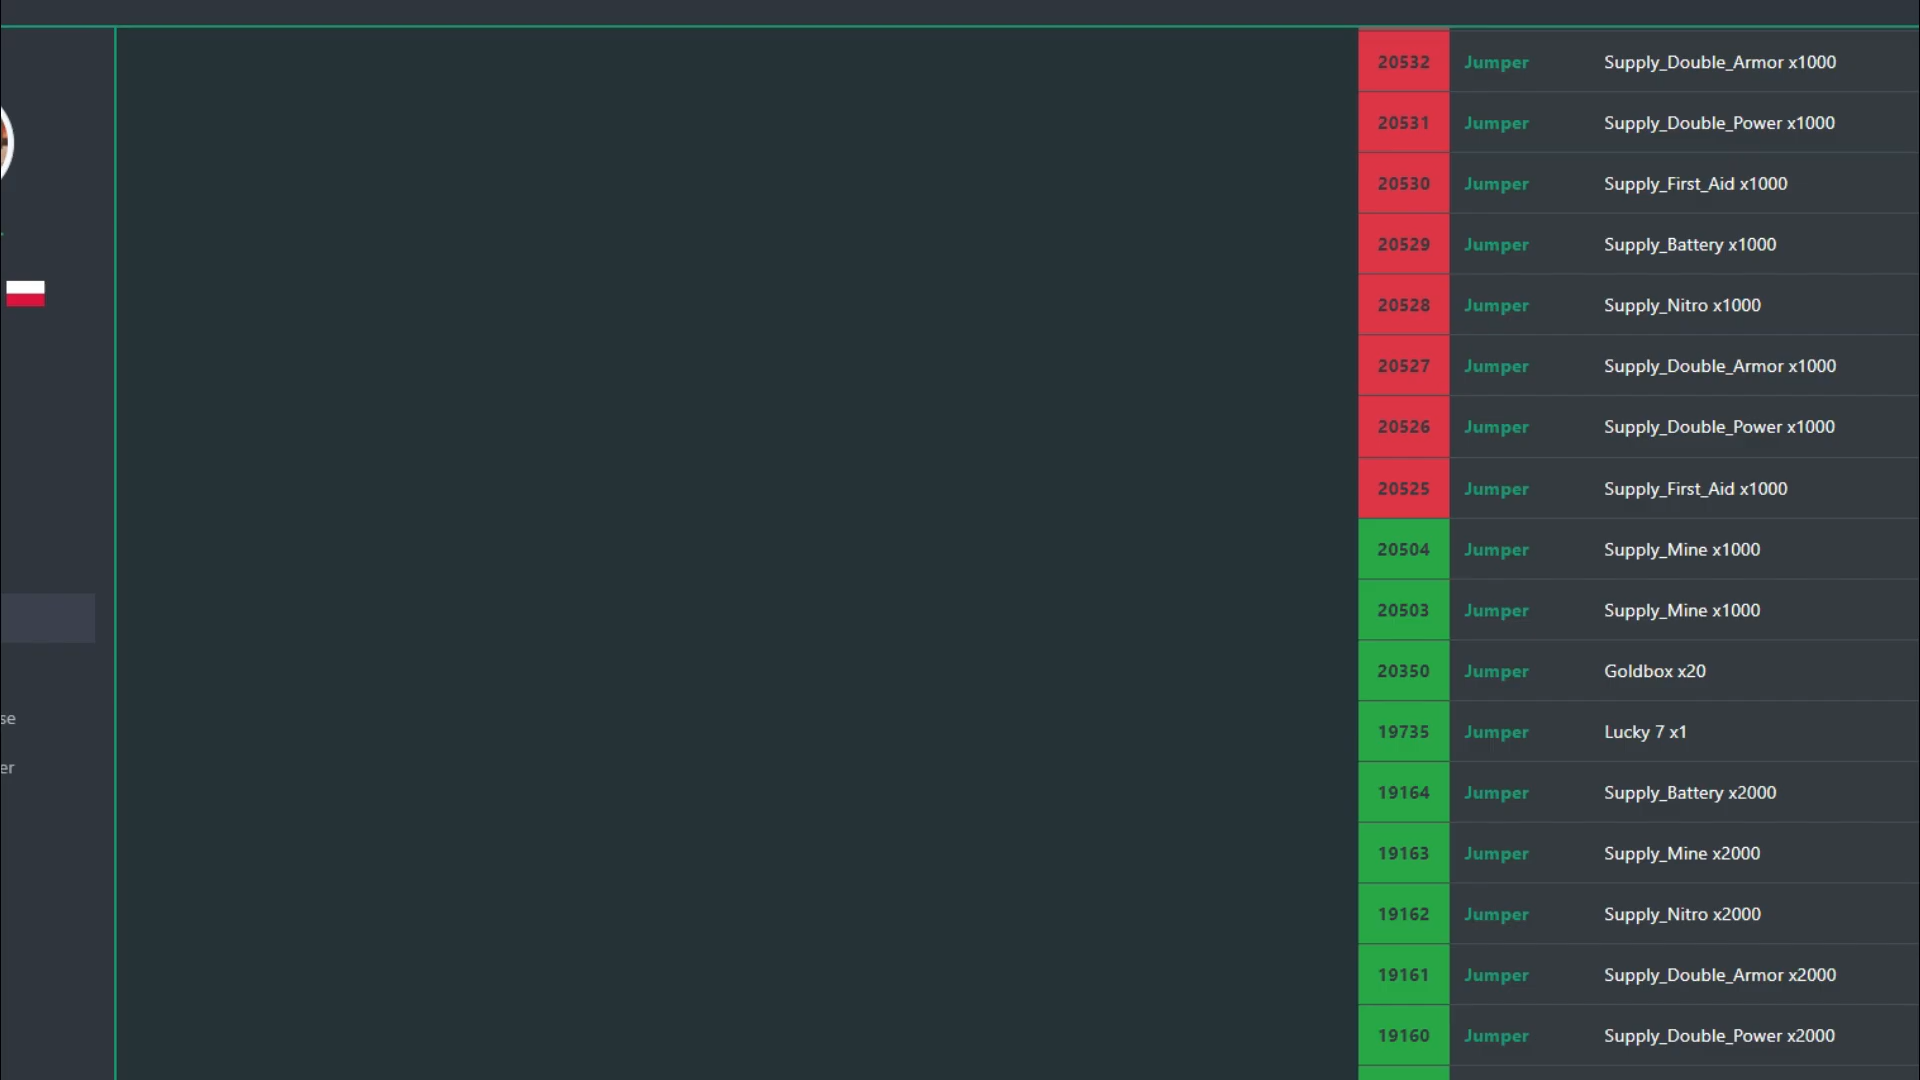 20532 Jumper Supply_Double_Armor x1000
20531 Jumper Supply_Double_Power x1000
20530 Jumper Supply_First_Aid x1000
20529 Jumper Supply_Battery x1000
20528 Jumper Supply_Nitro x1000
20527 Jumper Supply_Double_Armor x1000
20526 Jumper Supply_Double_Power x1000
20525 Jumper Supply_First_Aid x1000
20504 Jumper Supply_Mine x1000
20503 Jumper Supply_Mine x1000
20350 Jumper Goldbox x20
se
19735 Jumper Lucky 7 x1
er
19164 Jumper Supply_Battery x2000
19163 Jumper Supply_Mine x2000
19162 Jumper Supply_Nitro x2000
19161 Jumper Supply_Double_Armor x2000
19160 Jumper Supply_Double_Power x2000